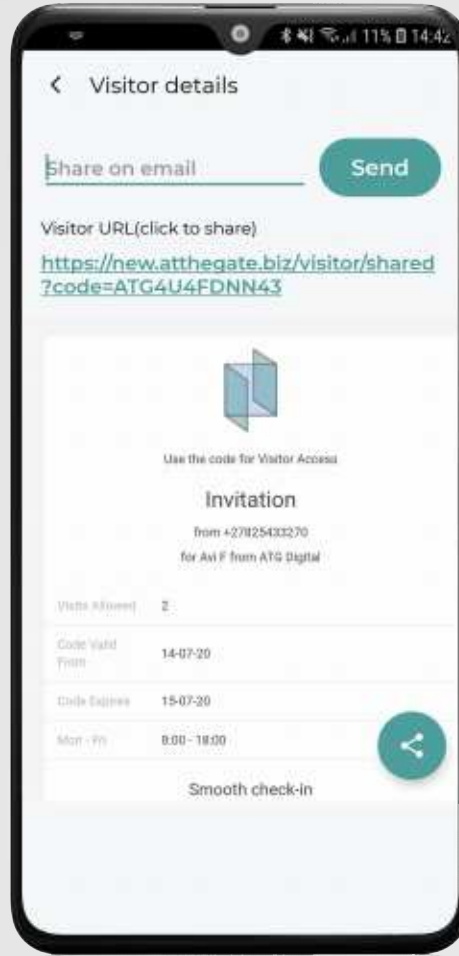 11% 14:42
Visitor details
Share on email
Send
Visitor URL(click to share)
https://new.atthegate.biz/visitor/shared
?code=ATG4U4FDNN43
Use the code for Visitor Access
Invitation
from +27825433270
for Avi F from ATG Digital
Visits Allowed 2
Code Valid
From 14-07-20
Code Expires 15-07-20
Mon - Fri 8:00 - 18:00
Smooth check-in